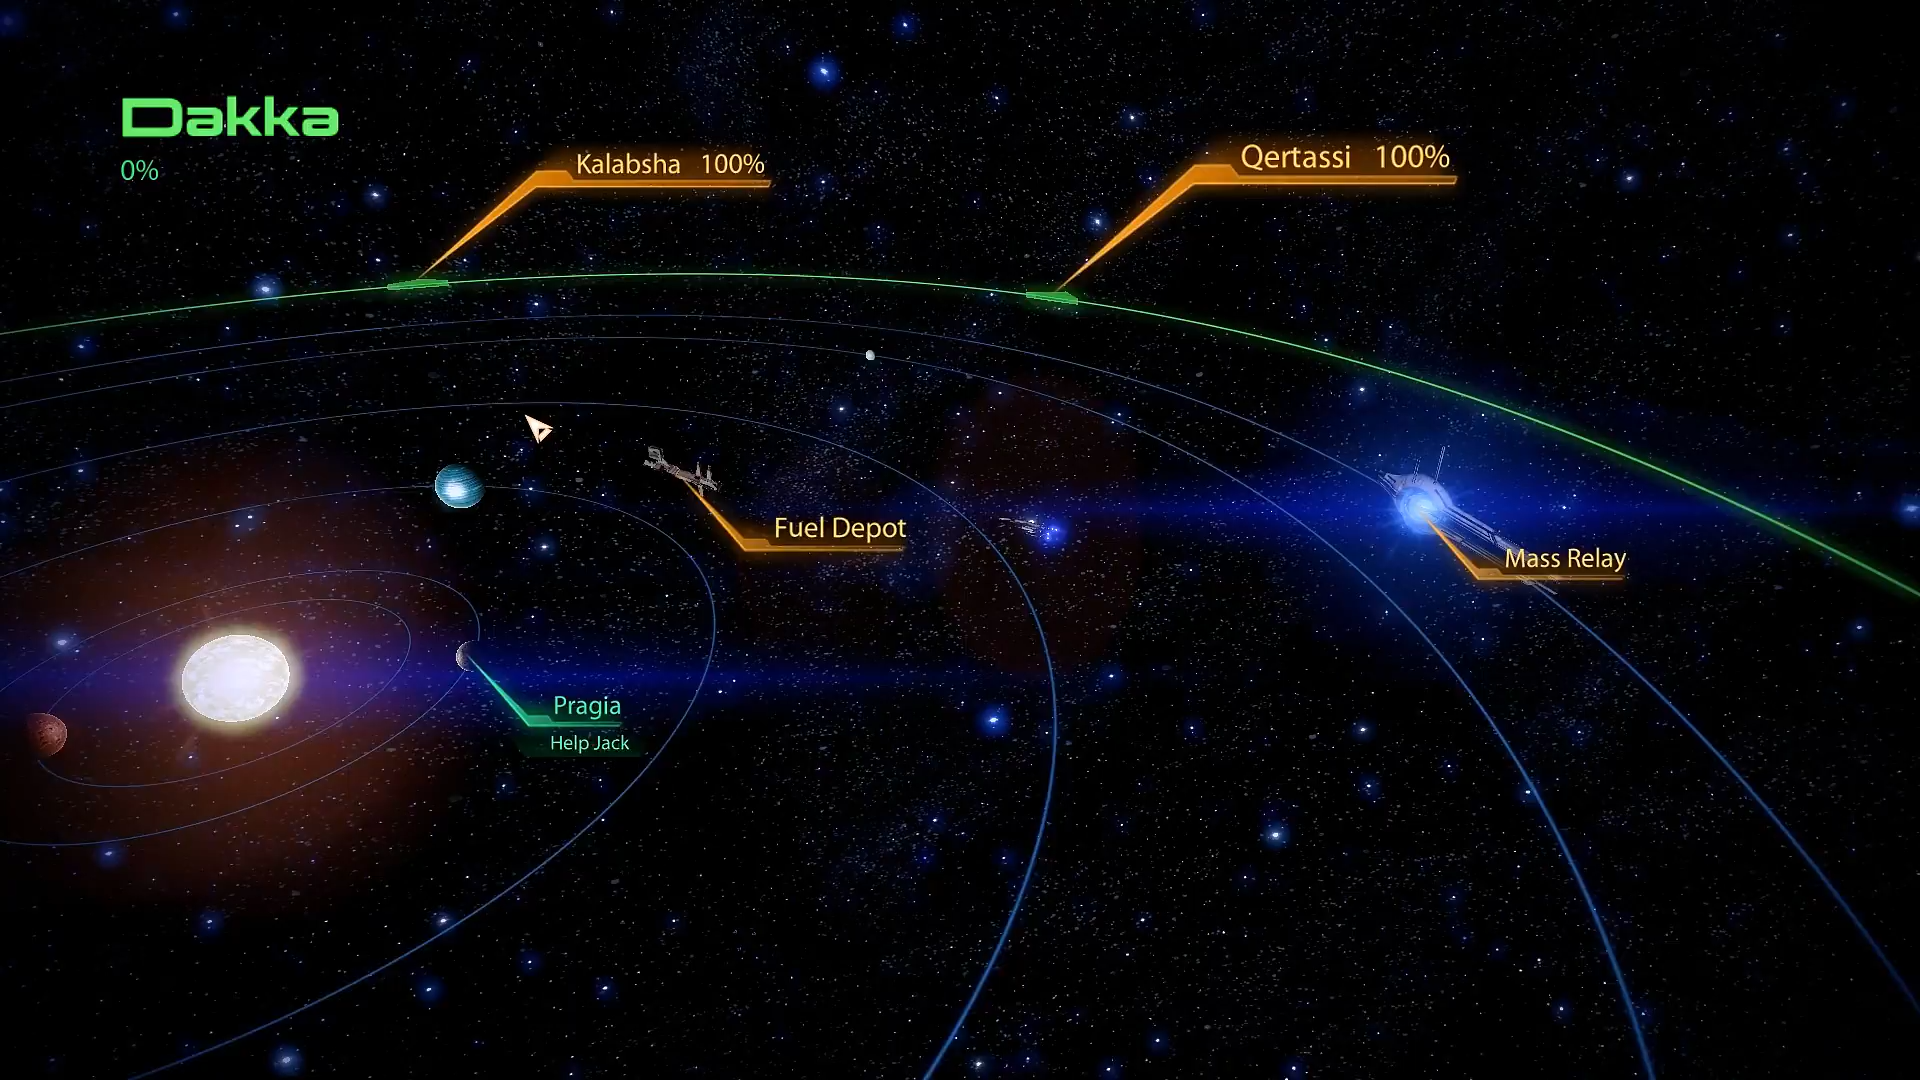 Dakka
0%
Kalabsha 100%
Qertassi 100%
Fuel Depot
Mass Relay
Pragia
Help Jack